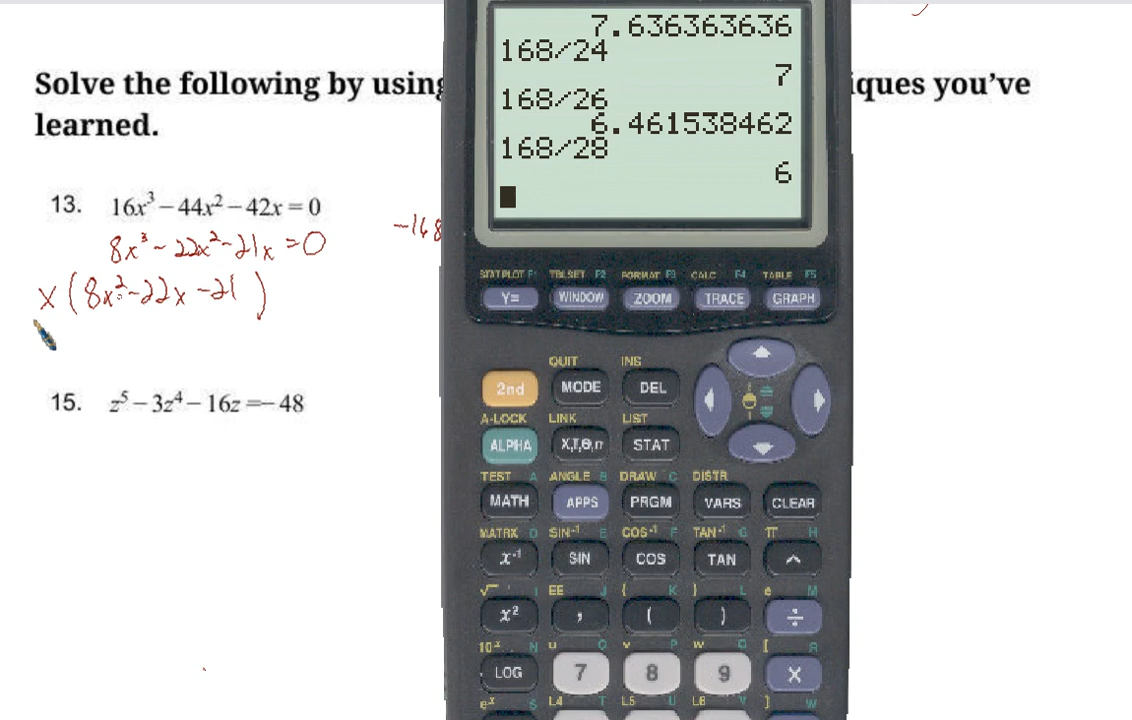 Solve the following by using
iques you've
learned.
13. 16x³ – 44x² – 42x = 0
8x³ - 22x² - 21x = 0
-168
x (8x² - 22x - 21 )
15. z⁵ – 3z⁴ – 16z = – 48
7.636363636
168/24
7
168/26
6.461538462
168/28
6
STAT PLOT F1 TBLSET F2 FORMAT F3 CALC F4 TABLE F5
Y= WINDOW ZOOM TRACE GRAPH
QUIT INS
2nd MODE DEL
A-LOCK LINK LIST
ALPHA X,T,θ,n STAT
TEST A ANGLE B DRAW C DISTR
MATH APPS PRGM VARS CLEAR
MATRX D SIN⁻¹ E COS⁻¹ F TAN⁻¹ G π H
x⁻¹ SIN COS TAN ^
√ I EE J { K } L e M
x² , ( ) ÷
10ˣ N u O v P w Q [ R
LOG 7 8 9 ×
eˣ S L4 T L5 U L6 V ] W